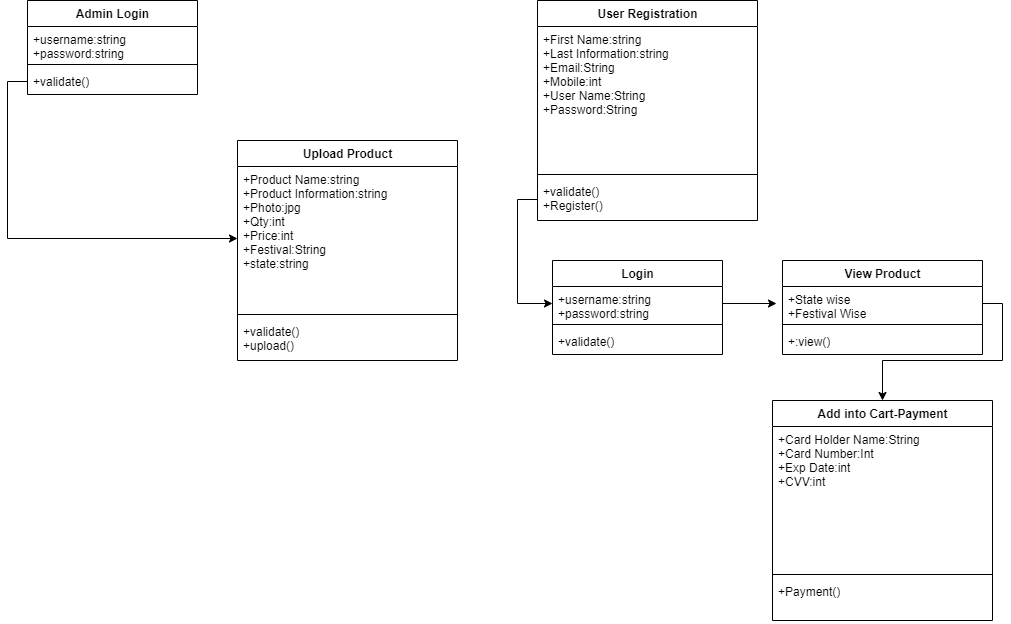 Admin Login
+username:string
+password:string
+validate()
Upload Product
+Product Name:string
+Product Information:string
+Photo:jpg
+Qty:int
+Price:int
+Festival:String
+state:string
+validate()
+upload()
User Registration
+First Name:string
+Last Information:string
+Email:String
+Mobile:int
+User Name:String
+Password:String
+validate()
+Register()
Login
+username:string
+password:string
+validate()
View Product
+State wise
+Festival Wise
+:view()
Add into Cart-Payment
+Card Holder Name:String
+Card Number:Int
+Exp Date:int
+CVV:int
+Payment()